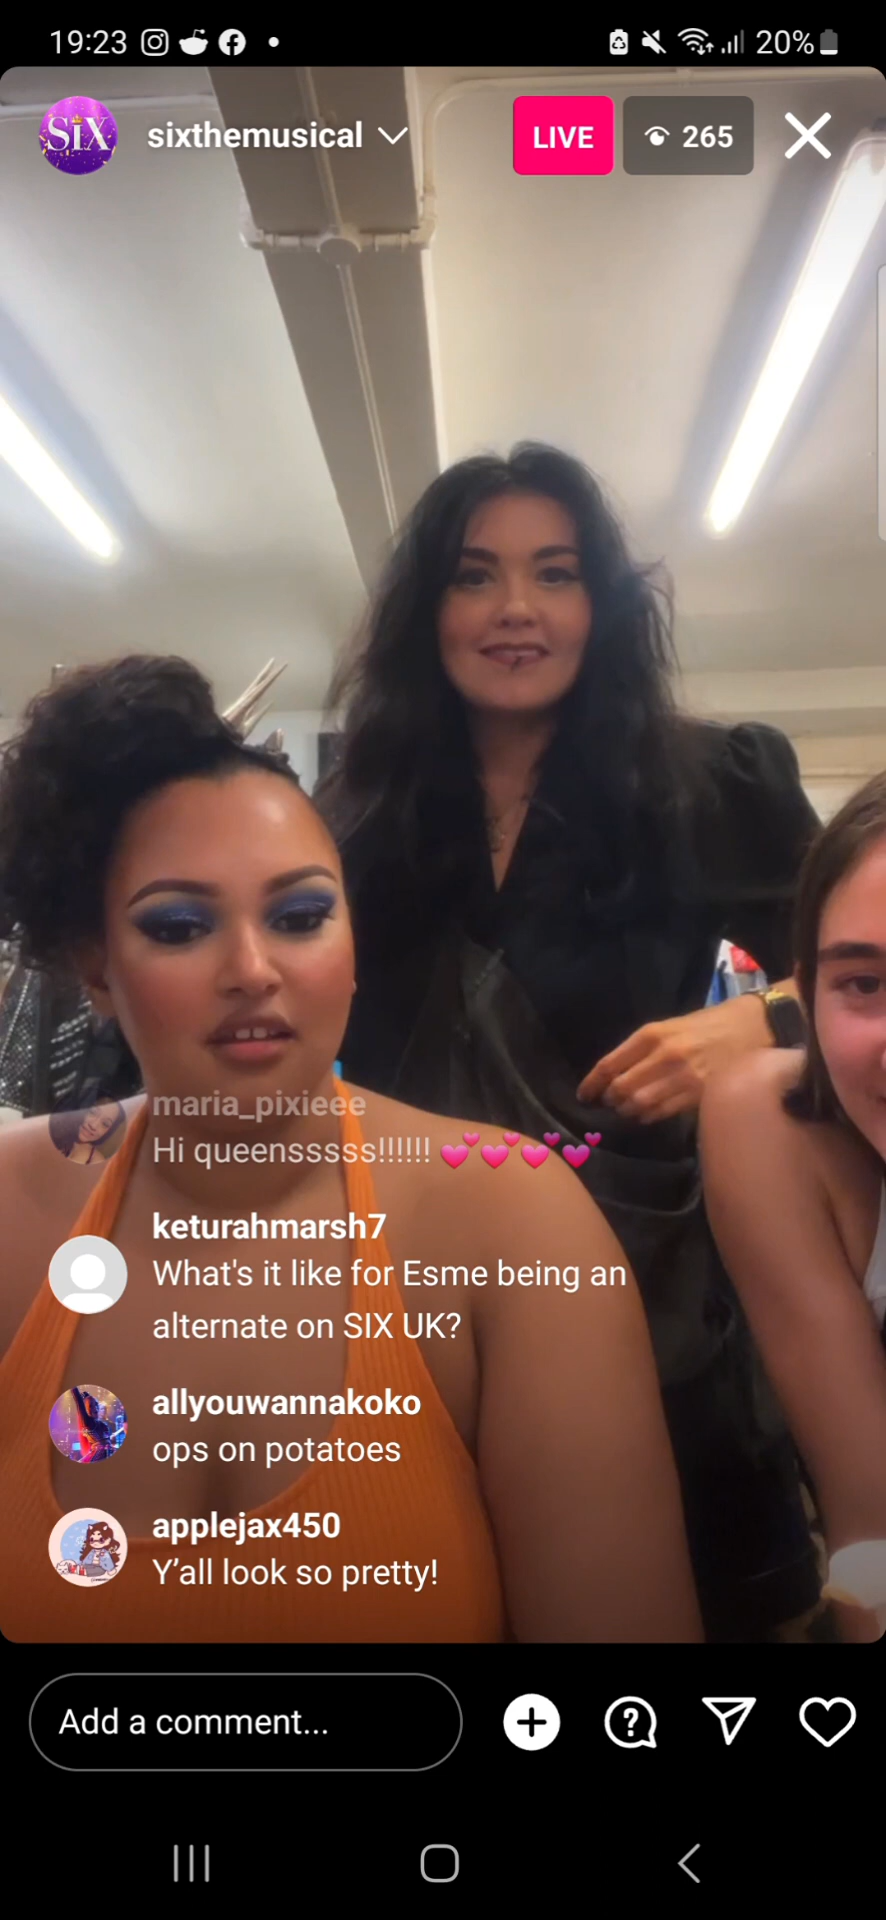 19:23
20%
SIX
sixthemusical
LIVE
265
maria_pixieee
Hi queensssss!!!!!! 💕💕💕💕
keturahmarsh7
What's it like for Esme being an
alternate on SIX UK?
allyouwannakoko
ops on potatoes
applejax450
Y'all look so pretty!
Add a comment...